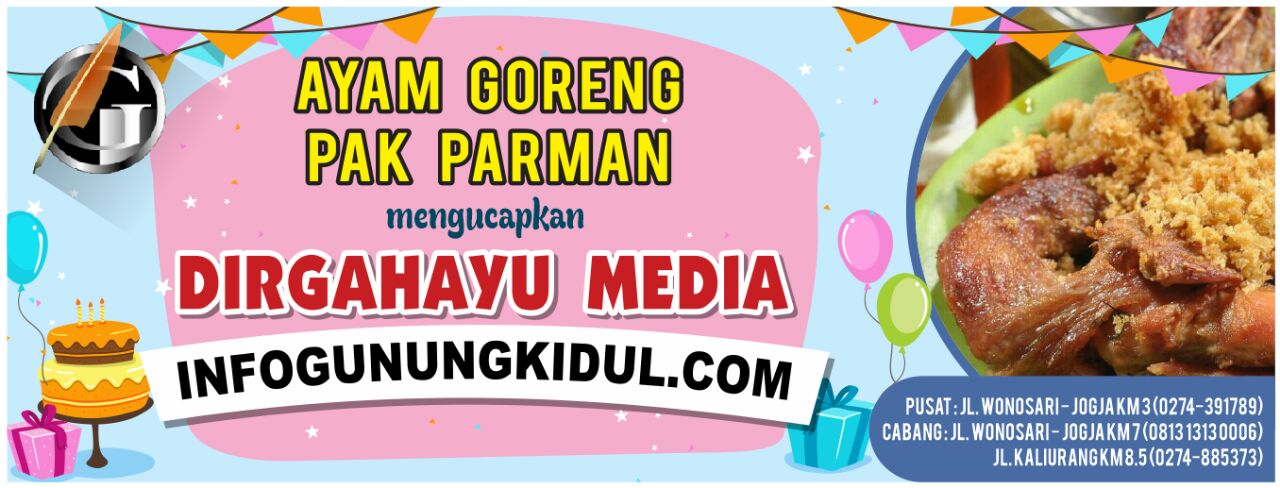 GI
AYAM GORENG
PAK PARMAN
mengucapkan
DIRGAHAYU MEDIA
INFOGUNUNGKIDUL.COM
PUSAT : JL. WONOSARI - JOGJA KM 3 (0274-391789)
CABANG : JL. WONOSARI - JOGJA KM 7 (081313130006)
JL. KALIURANG KM 8.5 (0274-885373)